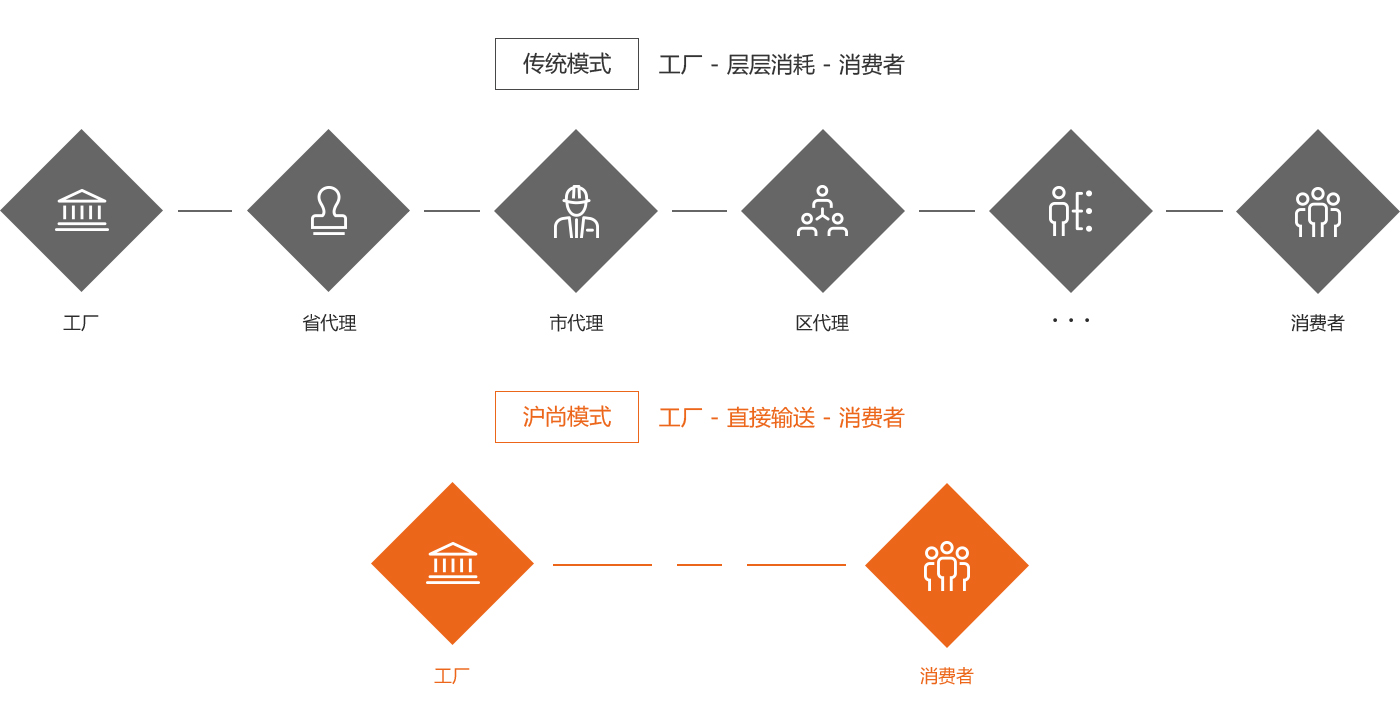 传统模式 工厂 - 层层消耗 - 消费者
工厂 省代理 市代理 区代理 · · · 消费者
沪尚模式 工厂 - 直接输送 - 消费者
工厂 消费者